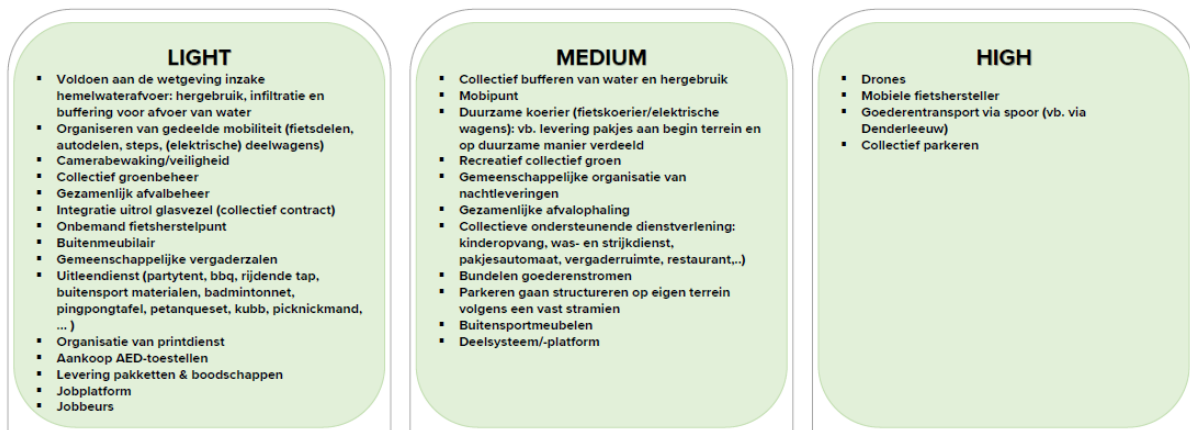 LIGHT
▪ Voldoen aan de wetgeving inzake
hemelwaterafvoer: hergebruik, infiltratie en
buffering voor afvoer van water
▪ Organiseren van gedeelde mobiliteit (fietsdelen,
autodelen, steps, (elektrische) deelwagens)
▪ Camerabewaking/veiligheid
▪ Collectief groenbeheer
▪ Gezamenlijk afvalbeheer
▪ Integratie uitrol glasvezel (collectief contract)
▪ Onbemand fietsherstelpunt
▪ Buitenmeubilair
▪ Gemeenschappelijke vergaderzalen
▪ Uitleendienst (partytent, bbq, rijdende tap,
buitensport materialen, badmintonnet,
pingpongtafel, petanqueset, kubb, picknickmand,
... )
▪ Organisatie van printdienst
▪ Aankoop AED-toestellen
▪ Levering pakketten & boodschappen
▪ Jobplatform
▪ Jobbeurs
MEDIUM
▪ Collectief bufferen van water en hergebruik
▪ Mobipunt
▪ Duurzame koerier (fietskoerier/elektrische
wagens): vb. levering pakjes aan begin terrein en
op duurzame manier verdeeld
▪ Recreatief collectief groen
▪ Gemeenschappelijke organisatie van
nachtleveringen
▪ Gezamenlijke afvalophaling
▪ Collectieve ondersteunende dienstverlening:
kinderopvang, was- en strijkdienst,
pakjesautomaat, vergaderruimte, restaurant,..)
▪ Bundelen goederenstromen
▪ Parkeren gaan structureren op eigen terrein
volgens een vast stramien
▪ Buitensportmeubelen
▪ Deelsysteem/-platform
HIGH
▪ Drones
▪ Mobiele fietshersteller
▪ Goederentransport via spoor (vb. via
Denderleeuw)
▪ Collectief parkeren